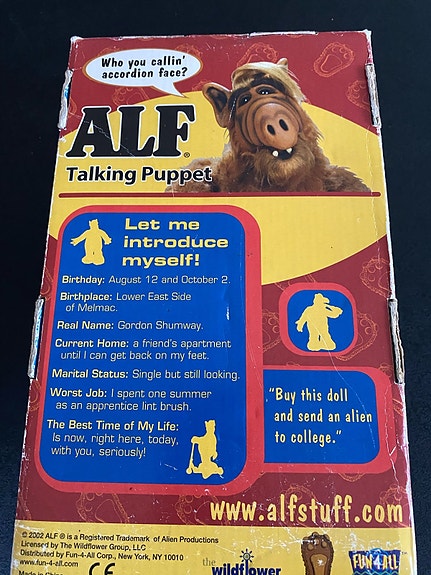 Who you callin'
accordion face?
ALF®
Talking Puppet
Let me
introduce
myself!
Birthday: August 12 and October 2.
Birthplace: Lower East Side
of Melmac.
Real Name: Gordon Shumway.
Current Home: a friend's apartment
until I can get back on my feet.
Marital Status: Single but still looking.
Worst Job: I spent one summer
as an apprentice lint brush.
The Best Time of My Life:
Is now, right here, today,
with you, seriously!
"Buy this doll
and send an alien
to college."
www.alfstuff.com
© 2002 ALF ® is a Registered Trademark of Alien Productions
Licensed by The Wildflower Group, LLC
Distributed by Fun-4-All Corp., New York, NY 10010
www.fun-4-all.com
Made in China
CE
the
wildflower
FUN 4 ALL